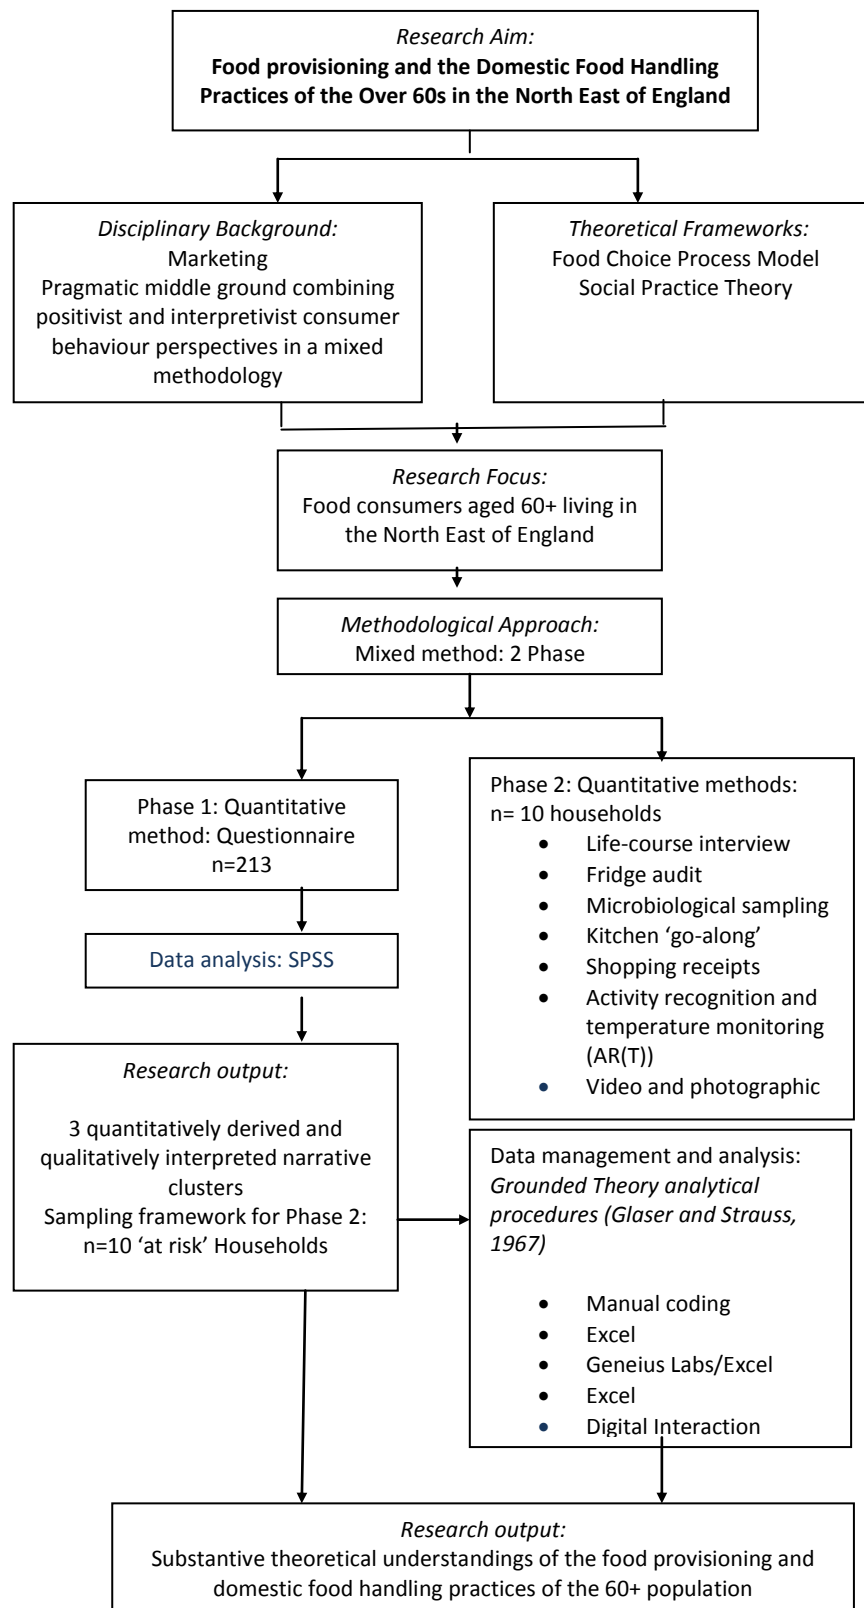 Research Aim:
Food provisioning and the Domestic Food Handling
Practices of the Over 60s in the North East of England
Disciplinary Background:
Marketing
Pragmatic middle ground combining
positivist and interpretivist consumer
behaviour perspectives in a mixed
methodology
Theoretical Frameworks:
Food Choice Process Model
Social Practice Theory
Research Focus:
Food consumers aged 60+ living in
the North East of England
Methodological Approach:
Mixed method: 2 Phase
Phase 1: Quantitative
method: Questionnaire
n=213
Data analysis: SPSS
Research output:
3 quantitatively derived and
qualitatively interpreted narrative
clusters
Sampling framework for Phase 2:
n=10 ‘at risk’ Households
Phase 2: Quantitative methods:
n= 10 households
• Life-course interview
• Fridge audit
• Microbiological sampling
• Kitchen ‘go-along’
• Shopping receipts
• Activity recognition and
temperature monitoring
(AR(T))
• Video and photographic
Data management and analysis:
Grounded Theory analytical
procedures (Glaser and Strauss,
1967)
• Manual coding
• Excel
• Geneius Labs/Excel
• Excel
• Digital Interaction
Research output:
Substantive theoretical understandings of the food provisioning and
domestic food handling practices of the 60+ population